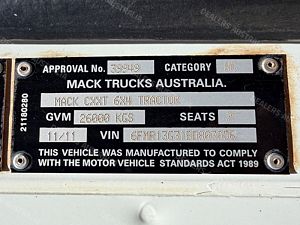 APPROVAL No. 39949 CATEGORY
MACK TRUCKS AUSTRALIA.
MACK CXXT 6X4 TRACTOR
GVM 26000 KGS SEATS
11/11 VIN
THIS VEHICLE WAS MANUFACTURED TO COMPLY
WITH THE MOTOR VEHICLE STANDARDS ACT 1989
21180280